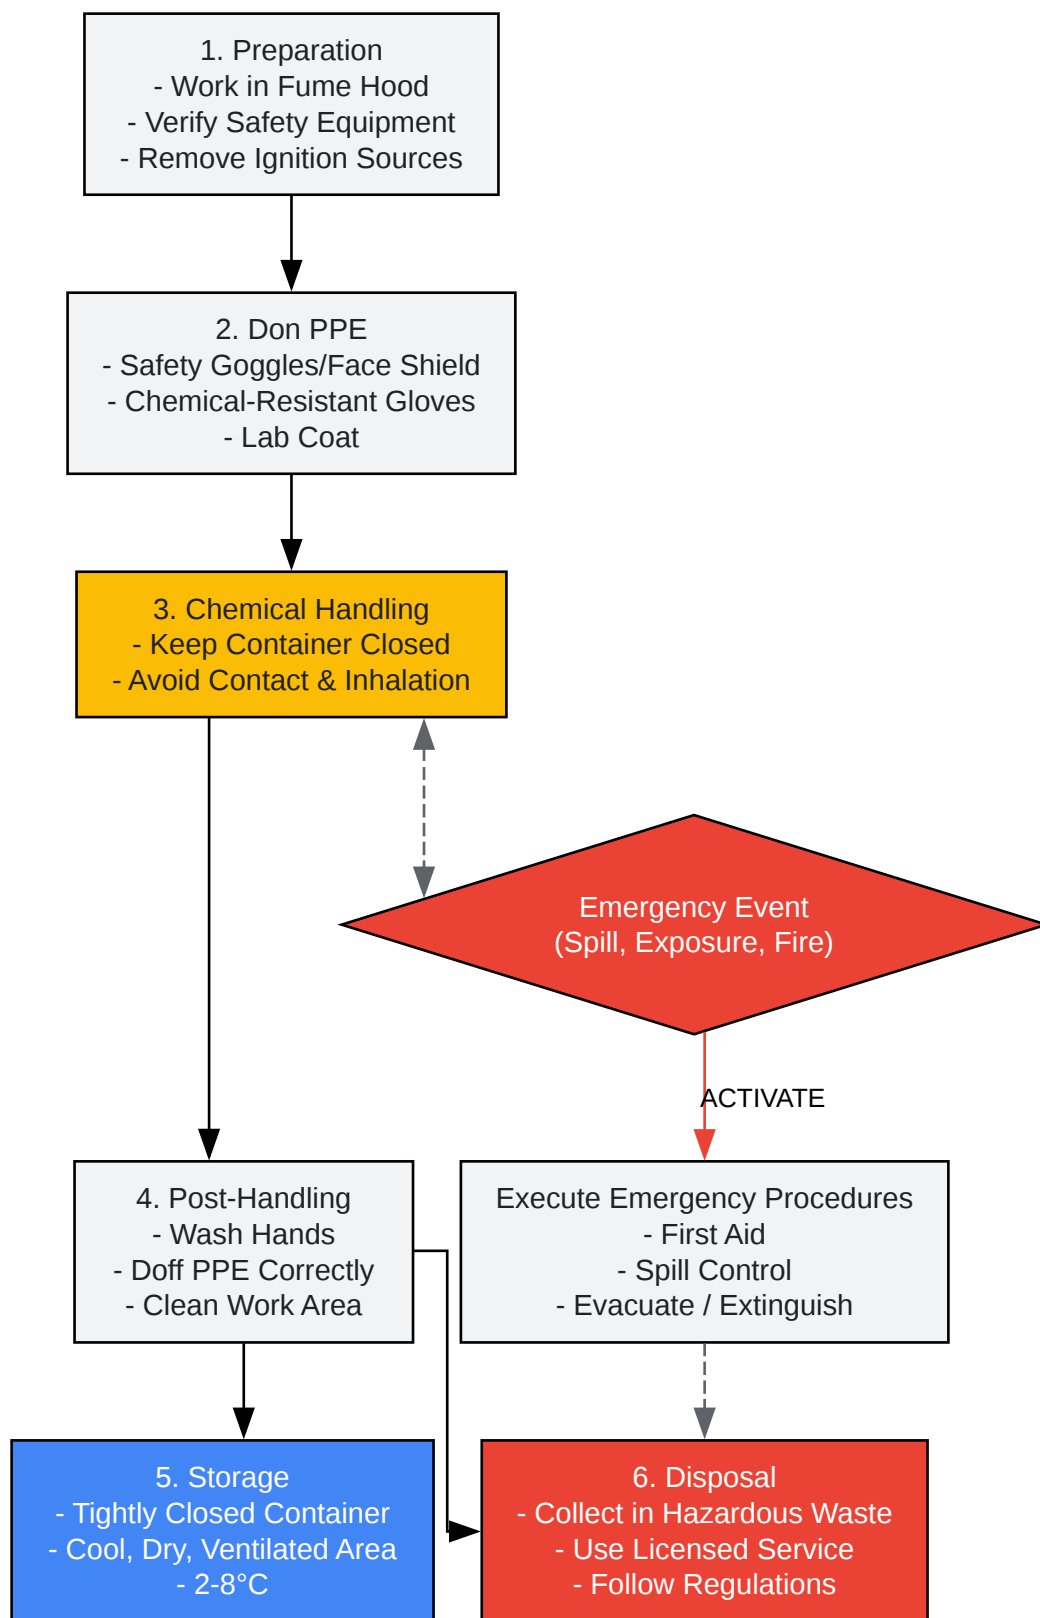 1. Preparation
- Work in Fume Hood
- Verify Safety Equipment
- Remove Ignition Sources
2. Don PPE
- Safety Goggles/Face Shield
- Chemical-Resistant Gloves
- Lab Coat
3. Chemical Handling
- Keep Container Closed
- Avoid Contact & Inhalation
Emergency Event
(Spill, Exposure, Fire)
ACTIVATE
4. Post-Handling
- Wash Hands
- Doff PPE Correctly
- Clean Work Area
Execute Emergency Procedures
- First Aid
- Spill Control
- Evacuate / Extinguish
5. Storage
- Tightly Closed Container
- Cool, Dry, Ventilated Area
- 2-8°C
6. Disposal
- Collect in Hazardous Waste
- Use Licensed Service
- Follow Regulations